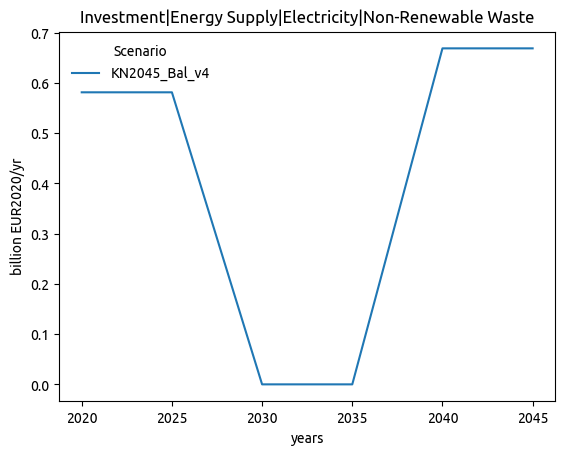 Investment|Energy Supply|Electricity|Non-Renewable Waste
Scenario
KN2045_Bal_v4
billion EUR2020/yr
0.7
0.6
0.5
0.4
0.3
0.2
0.1
0.0
2020 2025 2030 2035 2040 2045
years